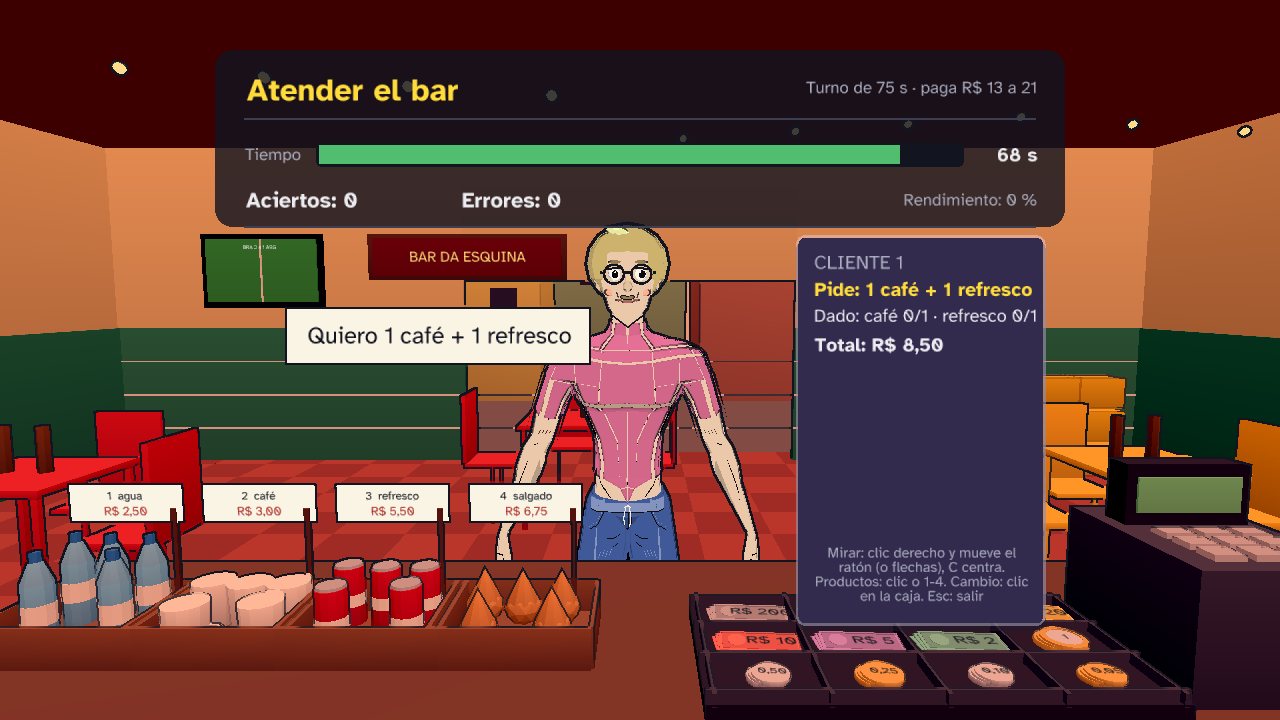 Atender el bar
Turno de 75 s · paga R$ 13 a 21
Tiempo
68 s
Aciertos: 0
Errores: 0
Rendimiento: 0 %
BAR DA ESQUINA
CLIENTE 1
Pide: 1 café + 1 refresco
Dado: café 0/1 · refresco 0/1
Total: R$ 8,50
Quiero 1 café + 1 refresco
1 agua
R$ 2,50
2 café
R$ 3,00
3 refresco
R$ 5,50
4 salgado
R$ 6,75
Mirar: clic derecho y mueve el
ratón (o flechas), C centra.
Productos: clic o 1-4. Cambio: clic
en la caja. Esc: salir
R$ 200
R$ 10
R$ 5
R$ 2
1
0,50
0,25
0,10